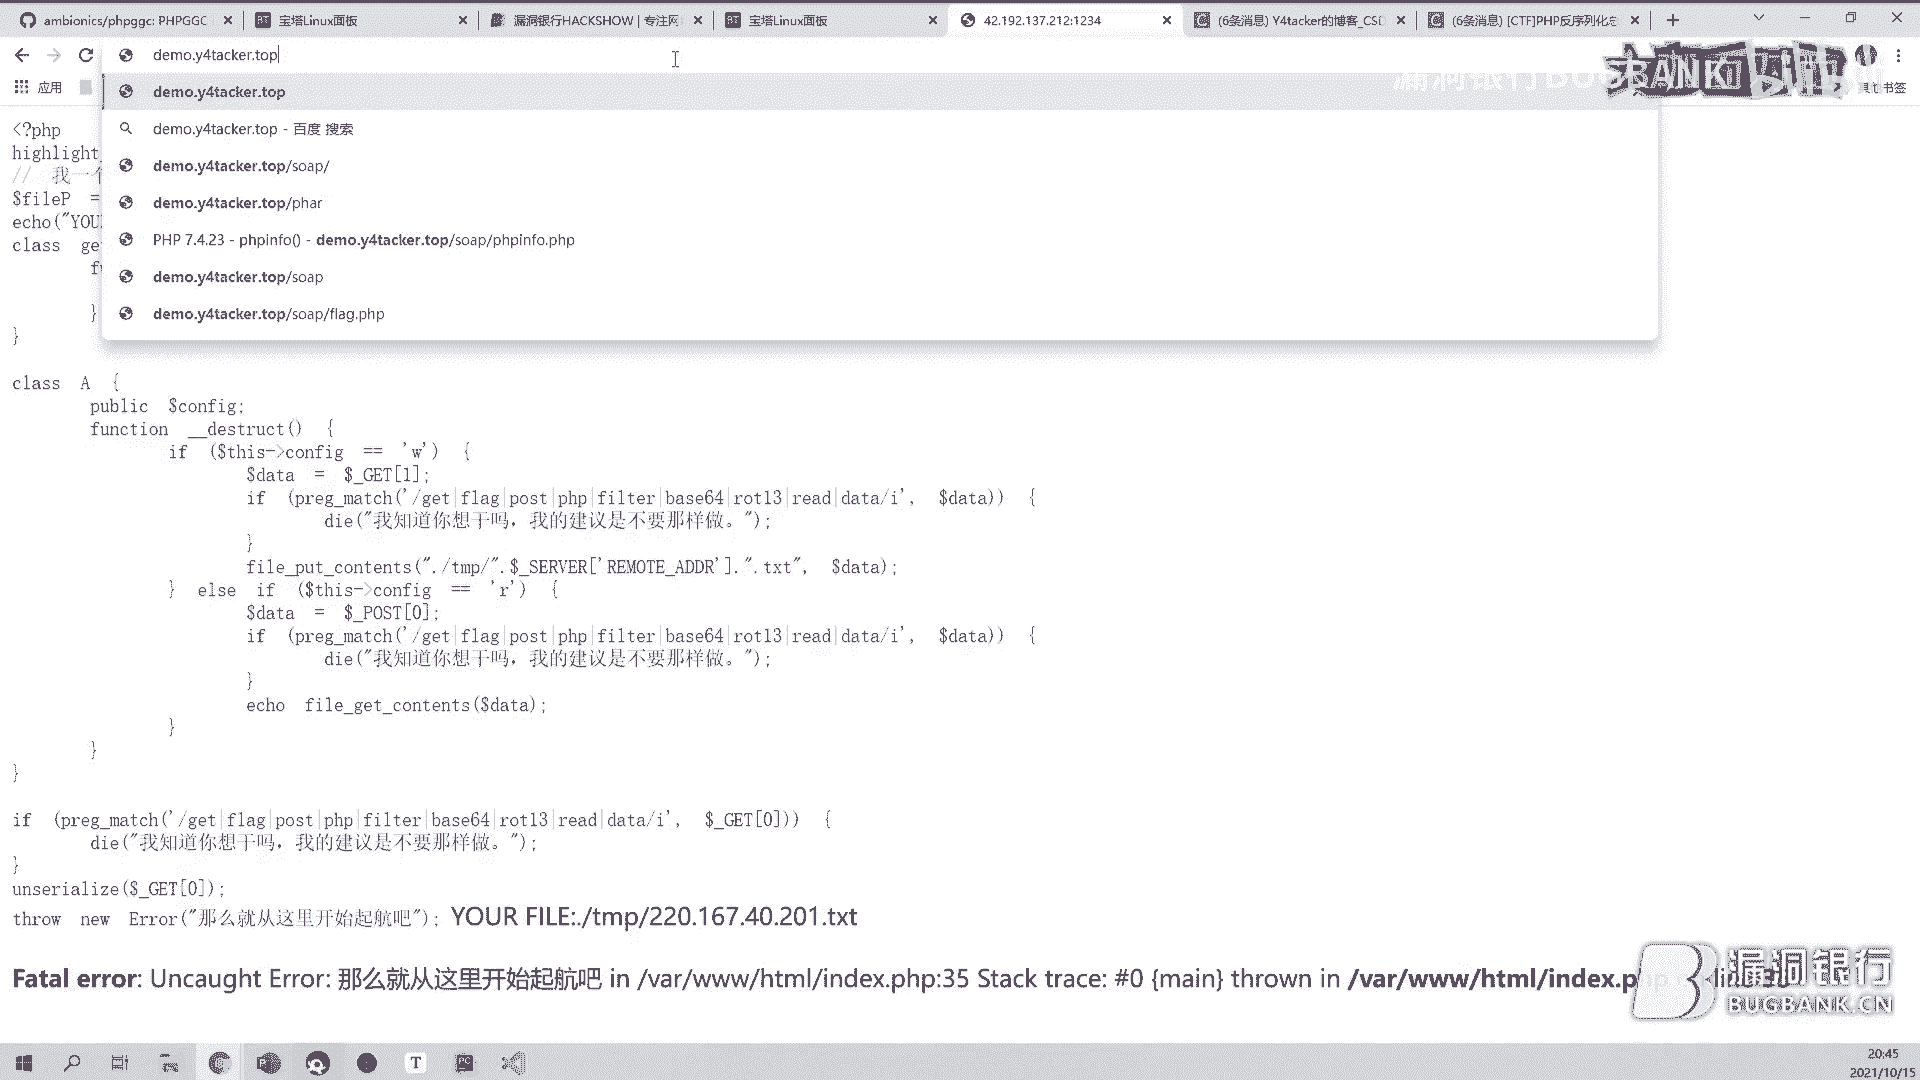 ambionics/phpggc: PHPGGC
宝塔Linux面板
漏洞银行HACKSHOW | 专注网
宝塔Linux面板
42.192.137.212:1234
(6条消息) Y4tacker的博客_CSD
(6条消息) [CTF]PHP反序列化
demo.y4tacker.top
应用
demo.y4tacker.top
demo.y4tacker.top - 百度 搜索
demo.y4tacker.top/soap/
demo.y4tacker.top/phar
PHP 7.4.23 - phpinfo() - demo.y4tacker.top/soap/phpinfo.php
demo.y4tacker.top/soap
demo.y4tacker.top/soap/flag.php
漏洞银行BUGBANK
书签
<?php
highlight_
// 我一个
$fileP =
echo("YOU
class ge
}
}
class A {
public $config;
function __destruct() {
if ($this->config == 'w') {
$data = $_GET[1];
if (preg_match('/get|flag|post|php|filter|base64|rot13|read|data/i', $data)) {
die("我知道你想干吗，我的建议是不要那样做。");
}
file_put_contents("./tmp/".$_SERVER['REMOTE_ADDR'].".txt", $data);
} else if ($this->config == 'r') {
$data = $_POST[0];
if (preg_match('/get|flag|post|php|filter|base64|rot13|read|data/i', $data)) {
die("我知道你想干吗，我的建议是不要那样做。");
}
echo file_get_contents($data);
}
}
}
if (preg_match('/get|flag|post|php|filter|base64|rot13|read|data/i', $_GET[0])) {
die("我知道你想干吗，我的建议是不要那样做。");
}
unserialize($_GET[0]);
throw new Error("那么就从这里开始起航吧"); YOUR FILE:./tmp/220.167.40.201.txt
Fatal error: Uncaught Error: 那么就从这里开始起航吧 in /var/www/html/index.php:35 Stack trace: #0 {main} thrown in /var/www/html/index.p
漏洞银行
BUGBANK.CN
20:45
2021/10/15